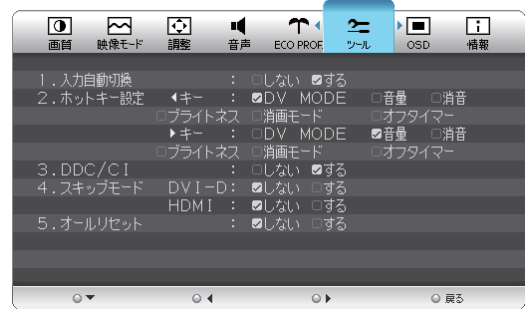 画質 映像モード 調整 音声 ECO PROF. ツール OSD 情報
1.入力自動切換 : □しない ☑する
2.ホットキー設定 ◀キー : ☑DV MODE □音量 □消音
□ブライトネス □消画モード □オフタイマー
▶キー : □DV MODE ☑音量 □消音
□ブライトネス □消画モード □オフタイマー
3.DDC/CI : □しない ☑する
4.スキップモード DVI-D: ☑しない □する
HDMI : ☑しない □する
5.オールリセット : ☑しない □する
○▼ ○◀ ○▶ ○戻る